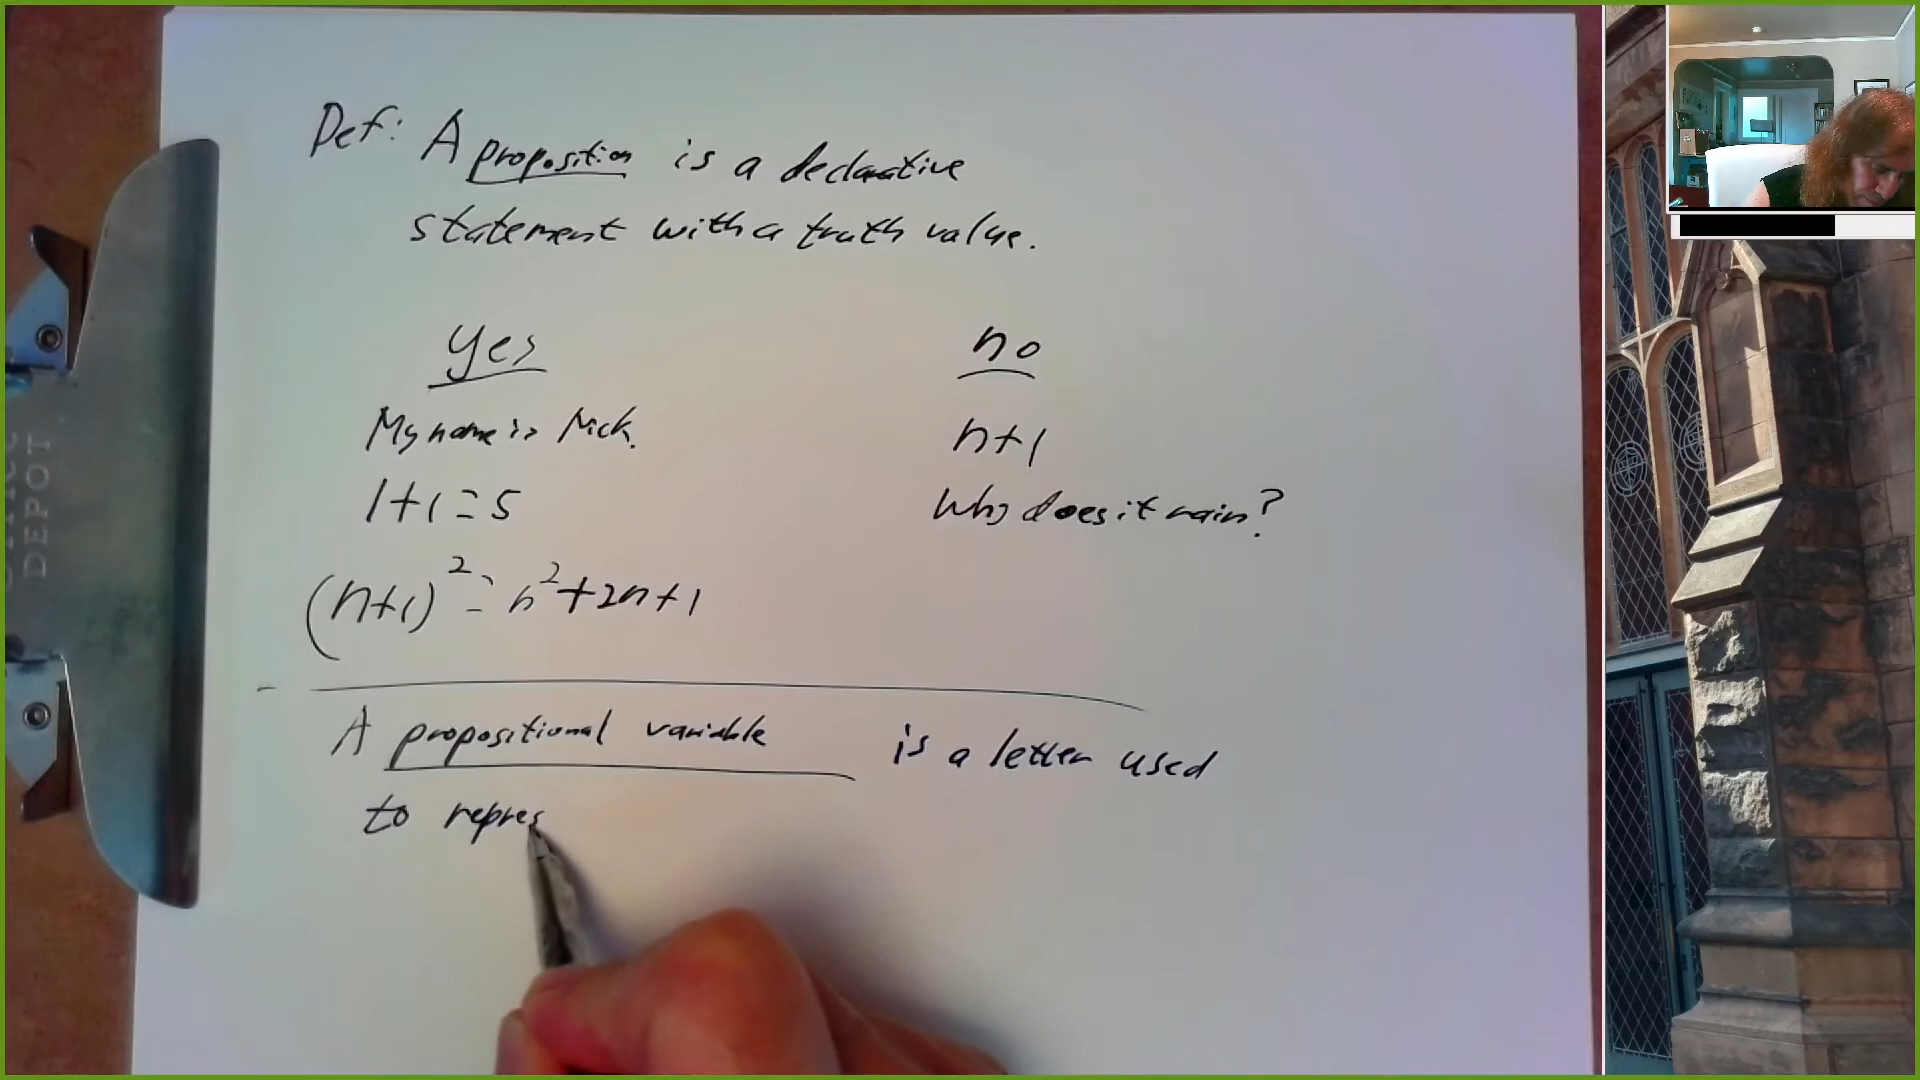 Def: A proposition is a declarative
statement with a truth value.
yes
no
My name is Nick.
n+1
1+1=5
Why does it rain?
(n+1)²=n²+2n+1
A propositional variable is a letter used
to repres
DEPOT